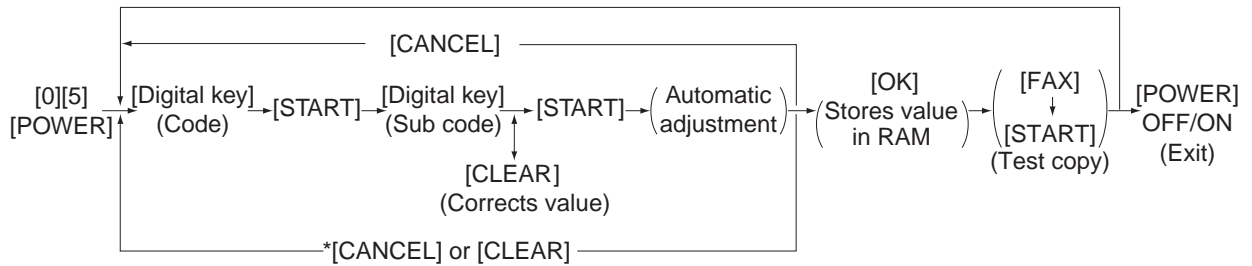 [CANCEL]
[0][5]
[POWER]
[Digital key]
(Code)
[START]
[Digital key]
(Sub code)
[CLEAR]
(Corrects value)
[START]
(Automatic
adjustment)
[OK]
(Stores value
in RAM)
([FAX]
[START])
(Test copy)
[POWER]
OFF/ON
(Exit)
*[CANCEL] or [CLEAR]